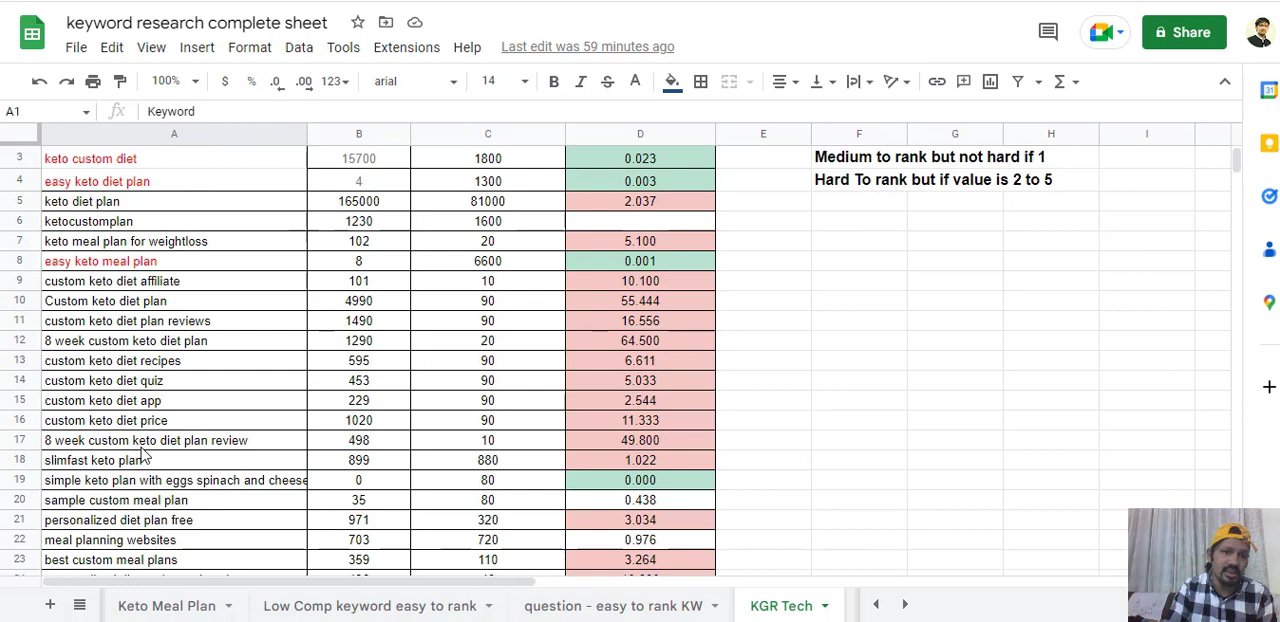 keyword research complete sheet
File Edit View Insert Format Data Tools Extensions Help Last edit was 59 minutes ago
Share
100% $ % .0 .00 123 arial 14 B I S A
A1 fx Keyword
A B C D E F G H I
3 keto custom diet 15700 1800 0.023 Medium to rank but not hard if 1
4 easy keto diet plan 4 1300 0.003 Hard To rank but if value is 2 to 5
5 keto diet plan 165000 81000 2.037
6 ketocustomplan 1230 1600
7 keto meal plan for weightloss 102 20 5.100
8 easy keto meal plan 8 6600 0.001
9 custom keto diet affiliate 101 10 10.100
10 Custom keto diet plan 4990 90 55.444
11 custom keto diet plan reviews 1490 90 16.556
12 8 week custom keto diet plan 1290 20 64.500
13 custom keto diet recipes 595 90 6.611
14 custom keto diet quiz 453 90 5.033
15 custom keto diet app 229 90 2.544
16 custom keto diet price 1020 90 11.333
17 8 week custom keto diet plan review 498 10 49.800
18 slimfast keto plan 899 880 1.022
19 simple keto plan with eggs spinach and cheese 0 80 0.000
20 sample custom meal plan 35 80 0.438
21 personalized diet plan free 971 320 3.034
22 meal planning websites 703 720 0.976
23 best custom meal plans 359 110 3.264
Keto Meal Plan Low Comp keyword easy to rank question - easy to rank KW KGR Tech
31